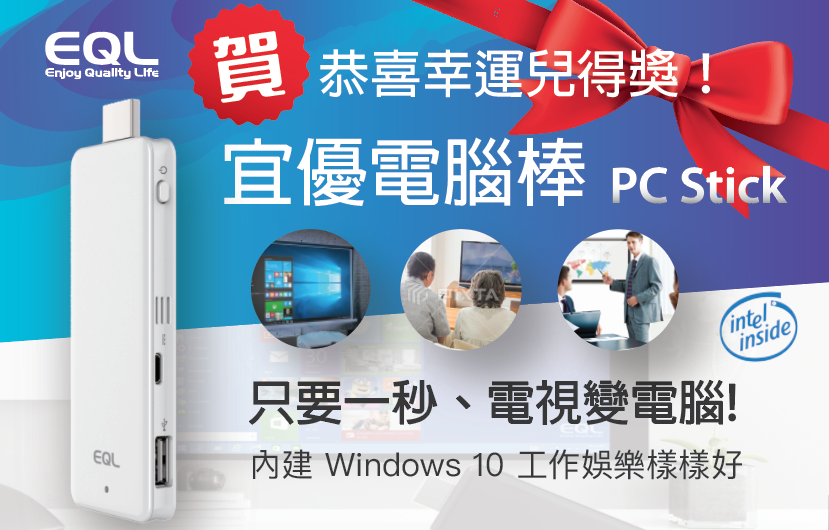 EQL
Enjoy Quality Life
賀
恭喜幸運兒得獎！
宜優電腦棒 PC Stick
PIXTA
intel
inside
只要一秒、電視變電腦!
內建 Windows 10 工作娛樂樣樣好
EQL
EQL